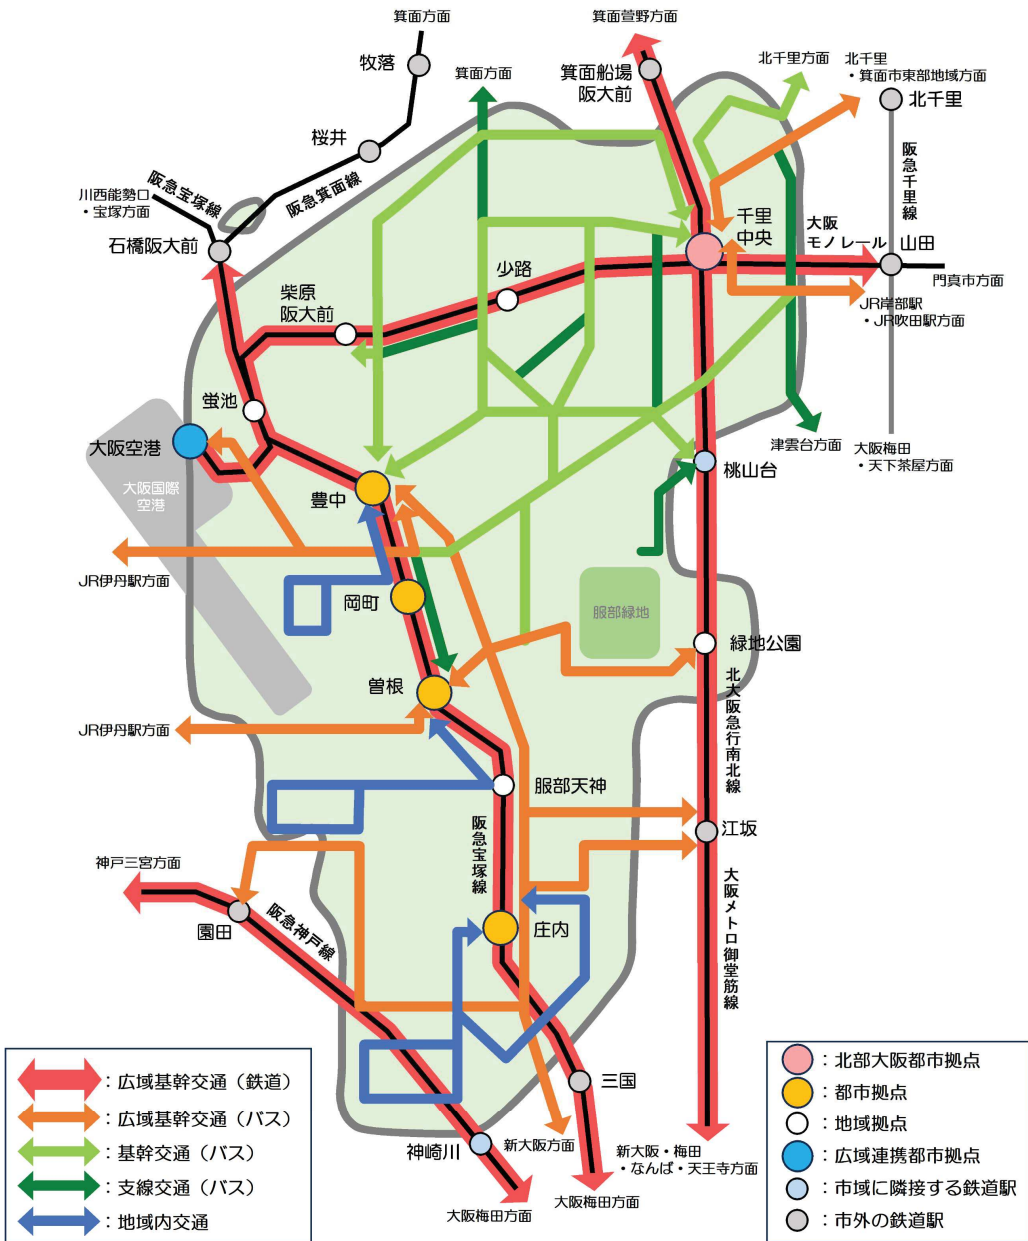 箕面方面
箕面萱野方面
牧落
箕面方面
箕面船場
阪大前
北千里方面
北千里
・箕面市東部地域方面
北千里
桜井
阪急宝塚線
阪急箕面線
阪急千里線
川西能勢口
・宝塚方面
石橋阪大前
千里
中央
大阪
モノレール
山田
門真市方面
少路
柴原
阪大前
JR岸部駅
・JR吹田駅方面
蛍池
大阪空港
大阪国際
空港
豊中
津雲台方面
大阪梅田
・天下茶屋方面
桃山台
JR伊丹駅方面
岡町
服部緑地
緑地公園
曽根
北大阪急行南北線
JR伊丹駅方面
服部天神
阪急宝塚線
江坂
神戸三宮方面
園田
阪急神戸線
庄内
大阪メトロ御堂筋線
三国
神崎川
新大阪方面
新大阪・梅田
・なんば・天王寺方面
大阪梅田方面
大阪梅田方面
：広域基幹交通（鉄道）
：広域基幹交通（バス）
：基幹交通（バス）
：支線交通（バス）
：地域内交通
：北部大阪都市拠点
：都市拠点
：地域拠点
：広域連携都市拠点
：市域に隣接する鉄道駅
：市外の鉄道駅